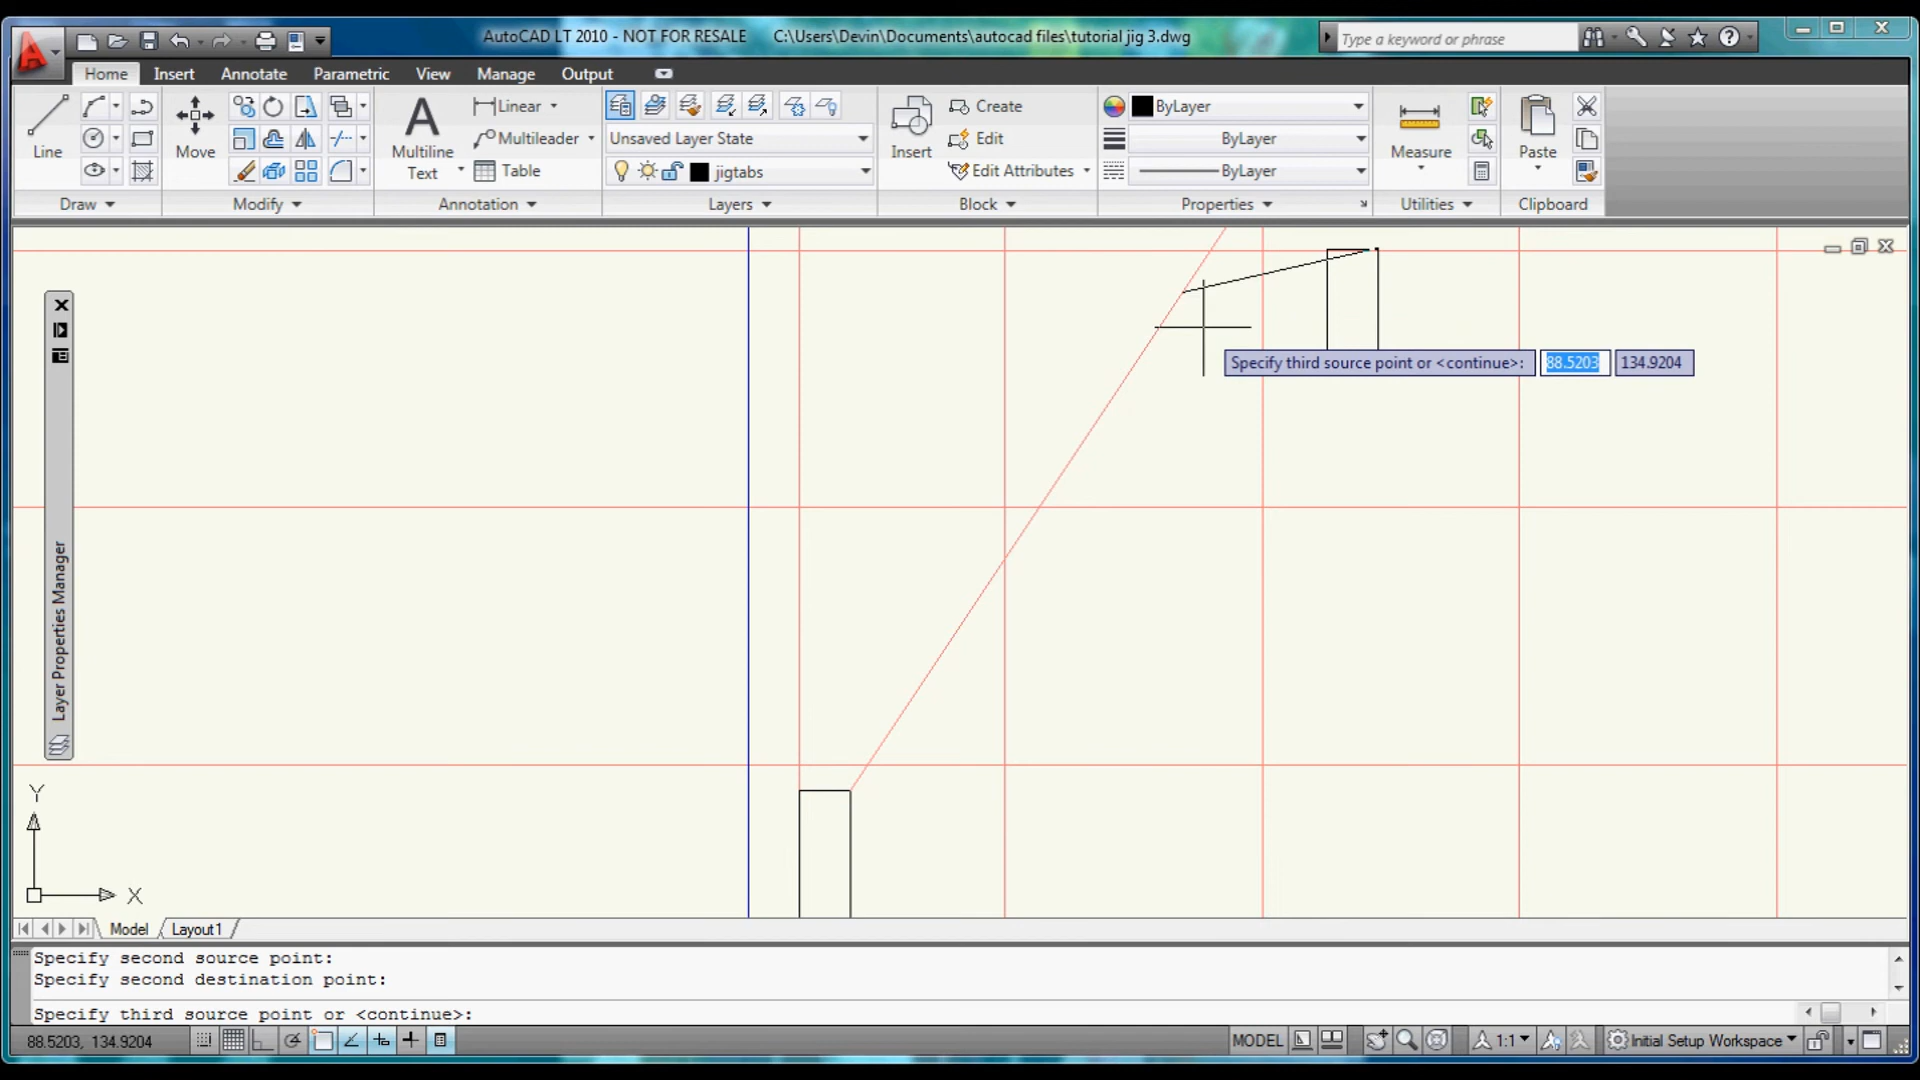 AutoCAD LT 2010 - NOT FOR RESALE C:\Users\Devin\Documents\autocad files\tutorial jig 3.dwg
Type a keyword or phrase
Home Insert Annotate Parametric View Manage Output
Line Move A Multiline Text Linear Multileader Table
Unsaved Layer State
jigtabs
Insert Create Edit Edit Attributes
ByLayer
ByLayer
ByLayer
Measure Paste
Draw Modify Annotation Layers Block Properties Utilities Clipboard
Specify third source point or <continue>: 88.5203 134.9204
Layer Properties Manager
Y
X
Model Layout1
Specify second source point:
Specify second destination point:
Specify third source point or <continue>:
88.5203, 134.9204 MODEL 1:1 Initial Setup Workspace